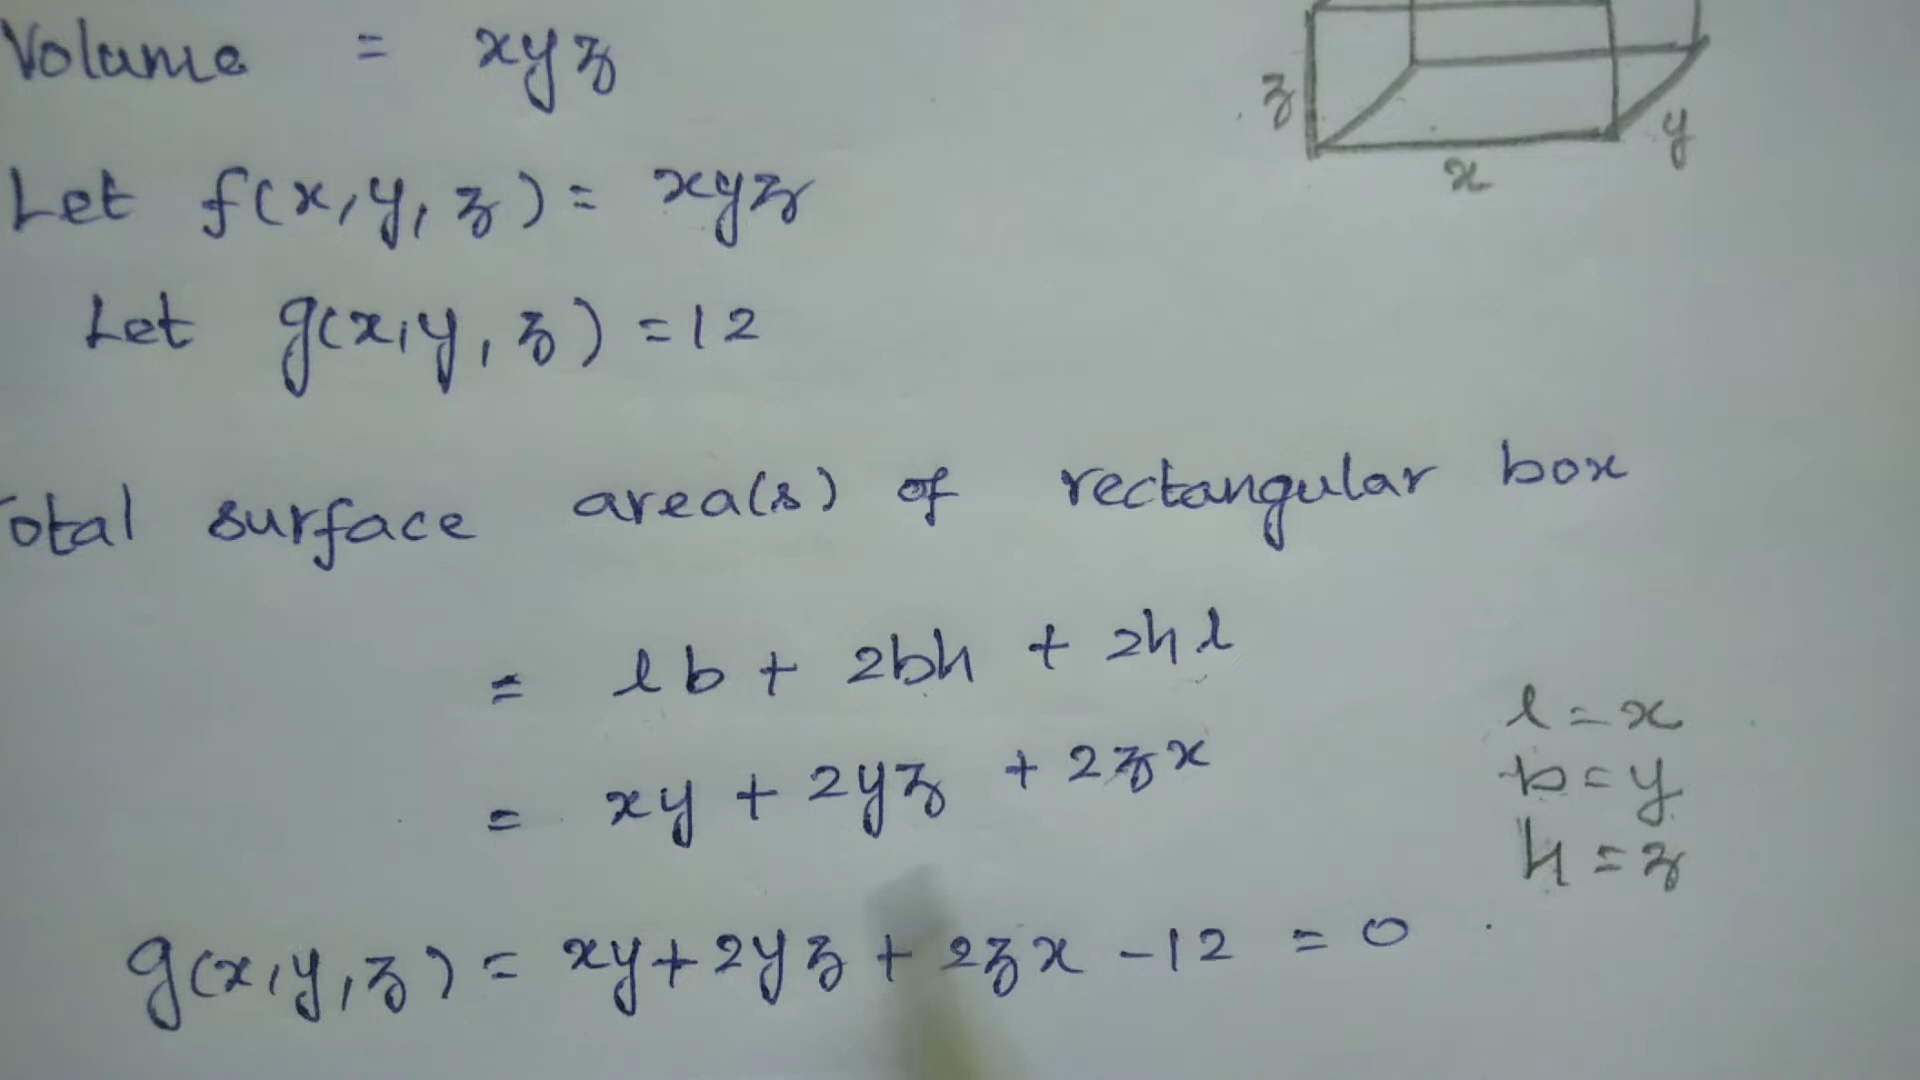 Volume = xyz
z
y
x
Let f(x,y,z) = xyz
Let g(x,y,z) = 12
otal surface area(s) of rectangular box
= lb + 2bh + 2hl
l = x
= xy + 2yz + 2zx
b = y
h = z
g(x,y,z) = xy + 2yz + 2zx - 12 = 0